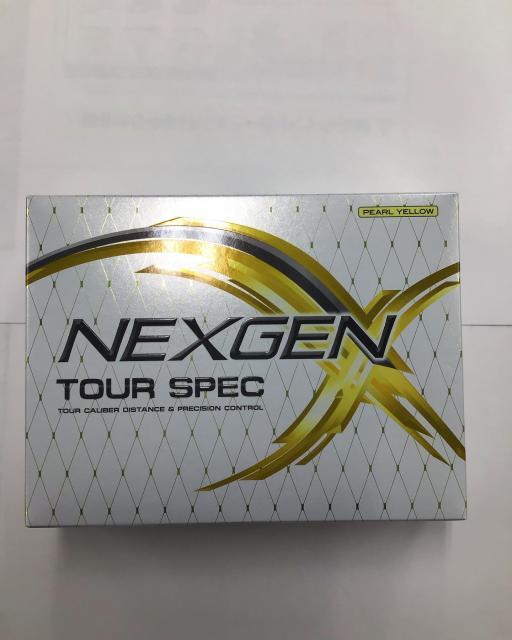 PEARL YELLOW
NEXGEN
TOUR SPEC
TOUR CALIBER DISTANCE & PRECISION CONTROL